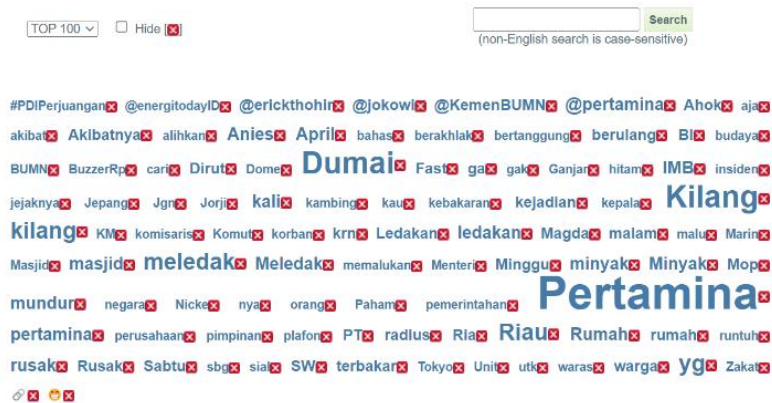 TOP 100 Hide [x] Search
(non-English search is case-sensitive)
#PDIPerjuangan @energitodayID @erickthohir @jokowi @KemenBUMN @pertamina Ahok aja
akibat Akibatnya alihkan Anies April bahas berakhlak bertanggung berulang BI budaya
BUMN BuzzerRp cari Dirut Dome Dumai Fast ga gak Ganjar hitam IMB insiden
jejaknya Jepang Jgn Jorji kali kambing kau kebakaran kejadian kepala Kilang
kilang KM komisaris Komut korban krn Ledakan ledakan Magda malam malu Marin
Masjid masjid meledak Meledak memalukan Menteri Minggu minyak Minyak Mop
mundur negara Nicke nya orang Paham pemerintahan Pertamina
pertamina perusahaan pimpinan plafon PT radius Ria Riau Rumah rumah runtuh
rusak Rusak Sabtu sbg sial SW terbakar Tokyo Unit utk waras warga yg Zakat